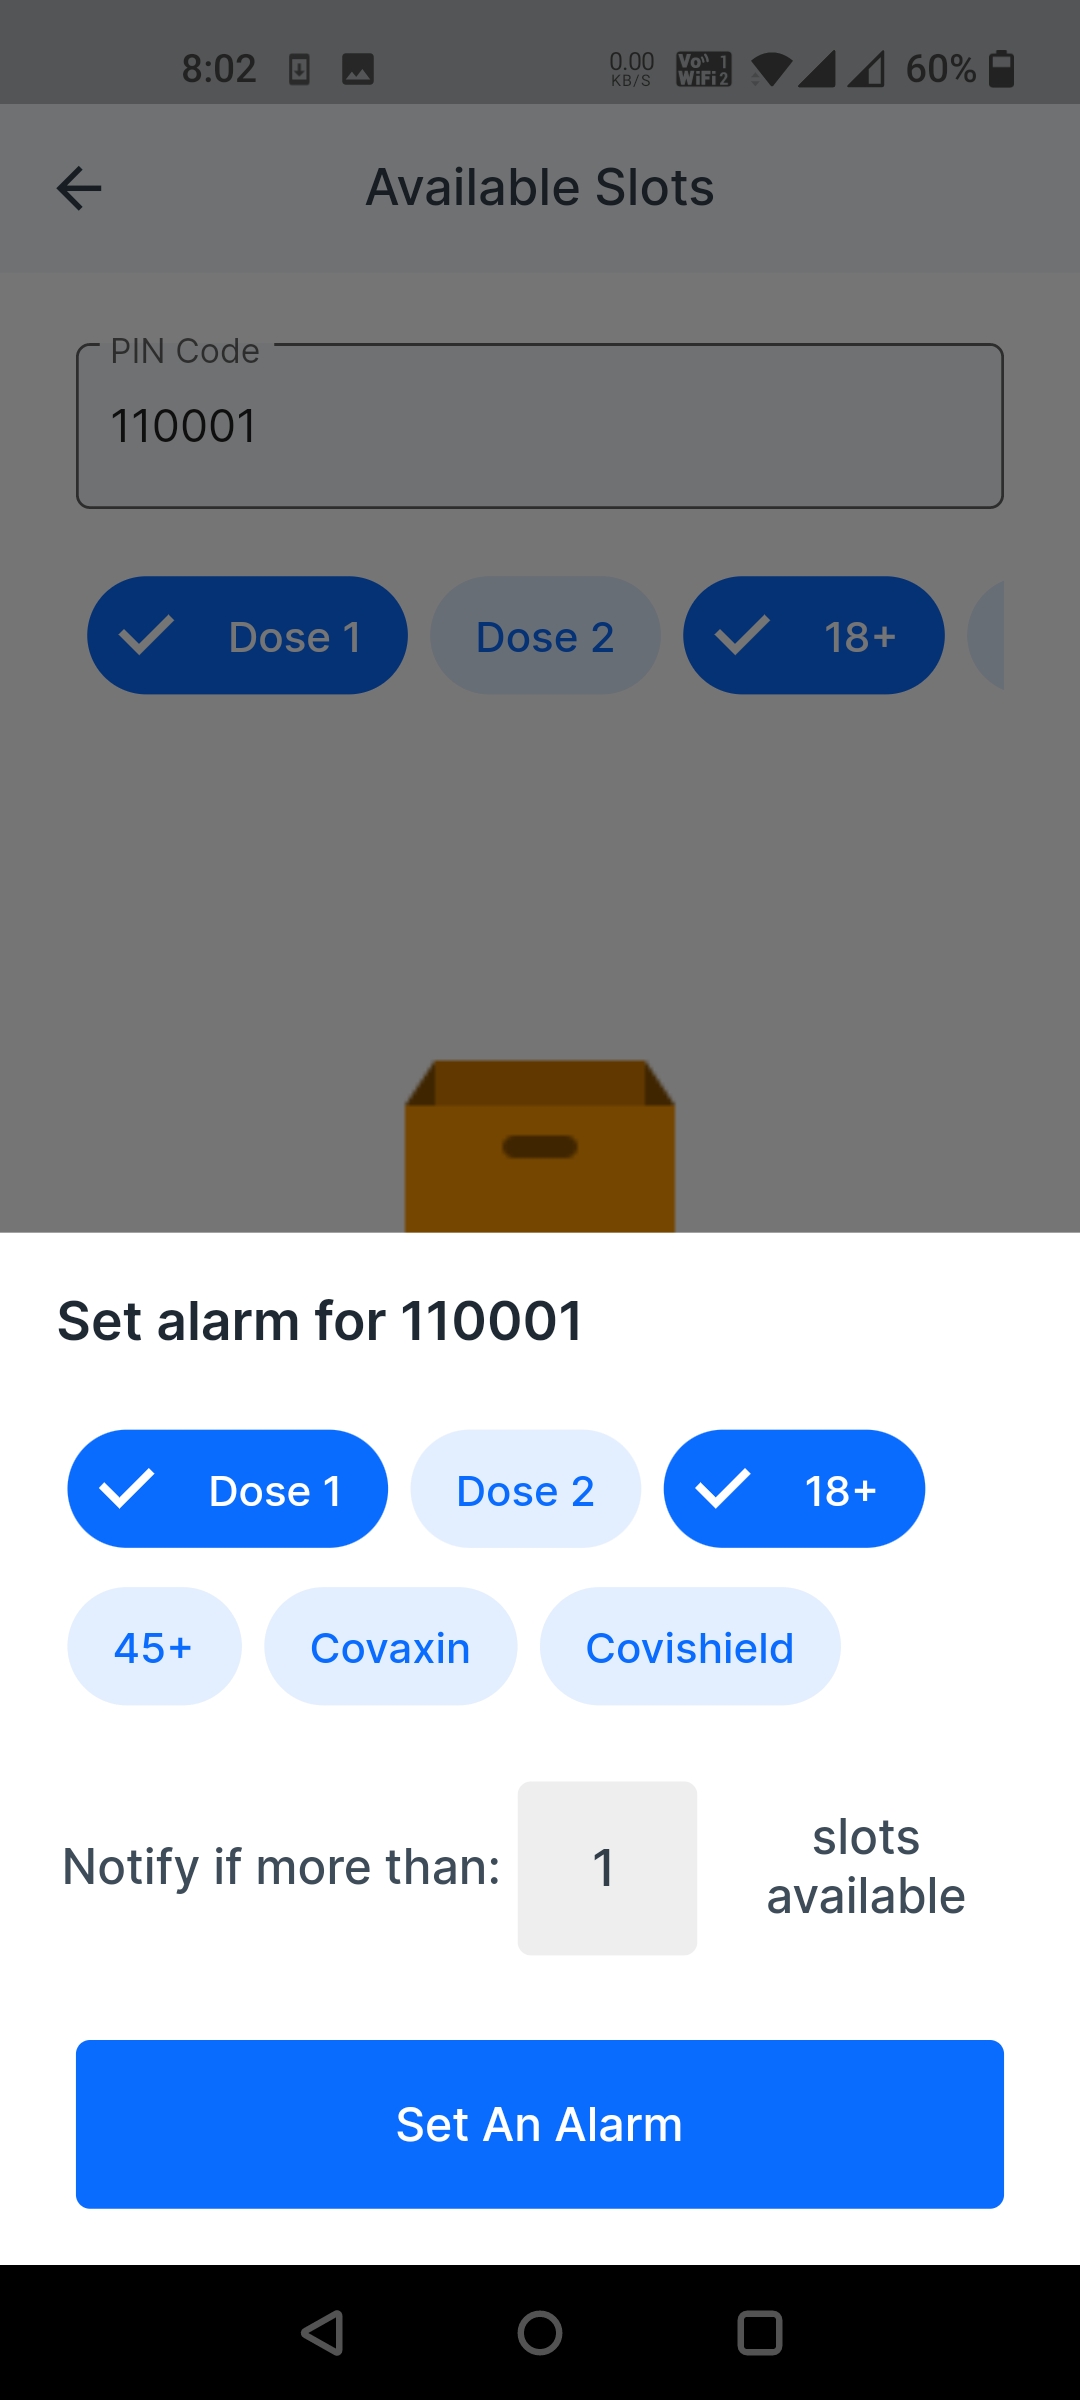 8:02
0.00
KB/S
Vo 1
WiFi 2
60%
Available Slots
PIN Code
110001
Dose 1
Dose 2
18+
Set alarm for 110001
Dose 1
Dose 2
18+
45+
Covaxin
Covishield
Notify if more than:
1
slots
available
Set An Alarm